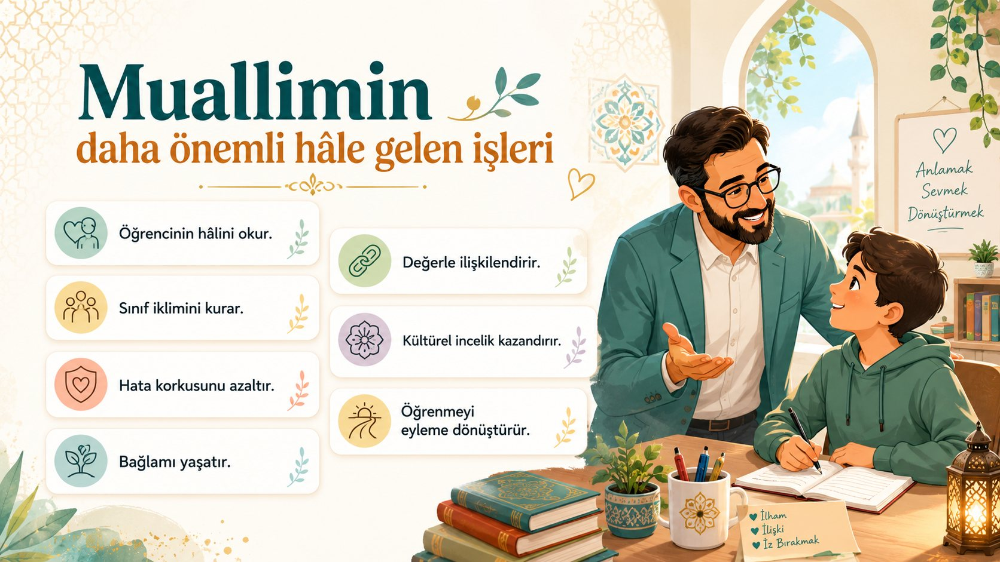 Muallimin
daha önemli hâle gelen işleri
Öğrencinin hâlini okur.
Sınıf iklimini kurar.
Hata korkusunu azaltır.
Bağlamı yaşatır.
Değerle ilişkilendirir.
Kültürel incelik kazandırır.
Öğrenmeyi
eyleme dönüştürür.
Anlamak
Sevmek
Dönüştürmek
İlham
İlişki
İz Bırakmak